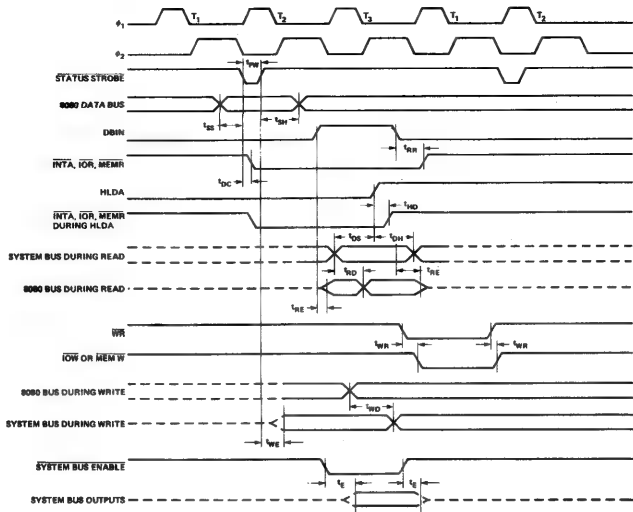 ϕ1 T1 T2 T3 T1 T2
ϕ2
tPW
STATUS STROBE
8080 DATA BUS
tSS tSH
DBIN
tRR
INTA, IOR, MEMR
tDC
HLDA
tHD
INTA, IOR, MEMR
DURING HLDA
tDS tDH
SYSTEM BUS DURING READ
tRD tRE
8080 BUS DURING READ
tRE
WR
tWR tWR
IOW OR MEM W
8080 BUS DURING WRITE
tWD
SYSTEM BUS DURING WRITE
tWE
SYSTEM BUS ENABLE
tE tE
SYSTEM BUS OUTPUTS